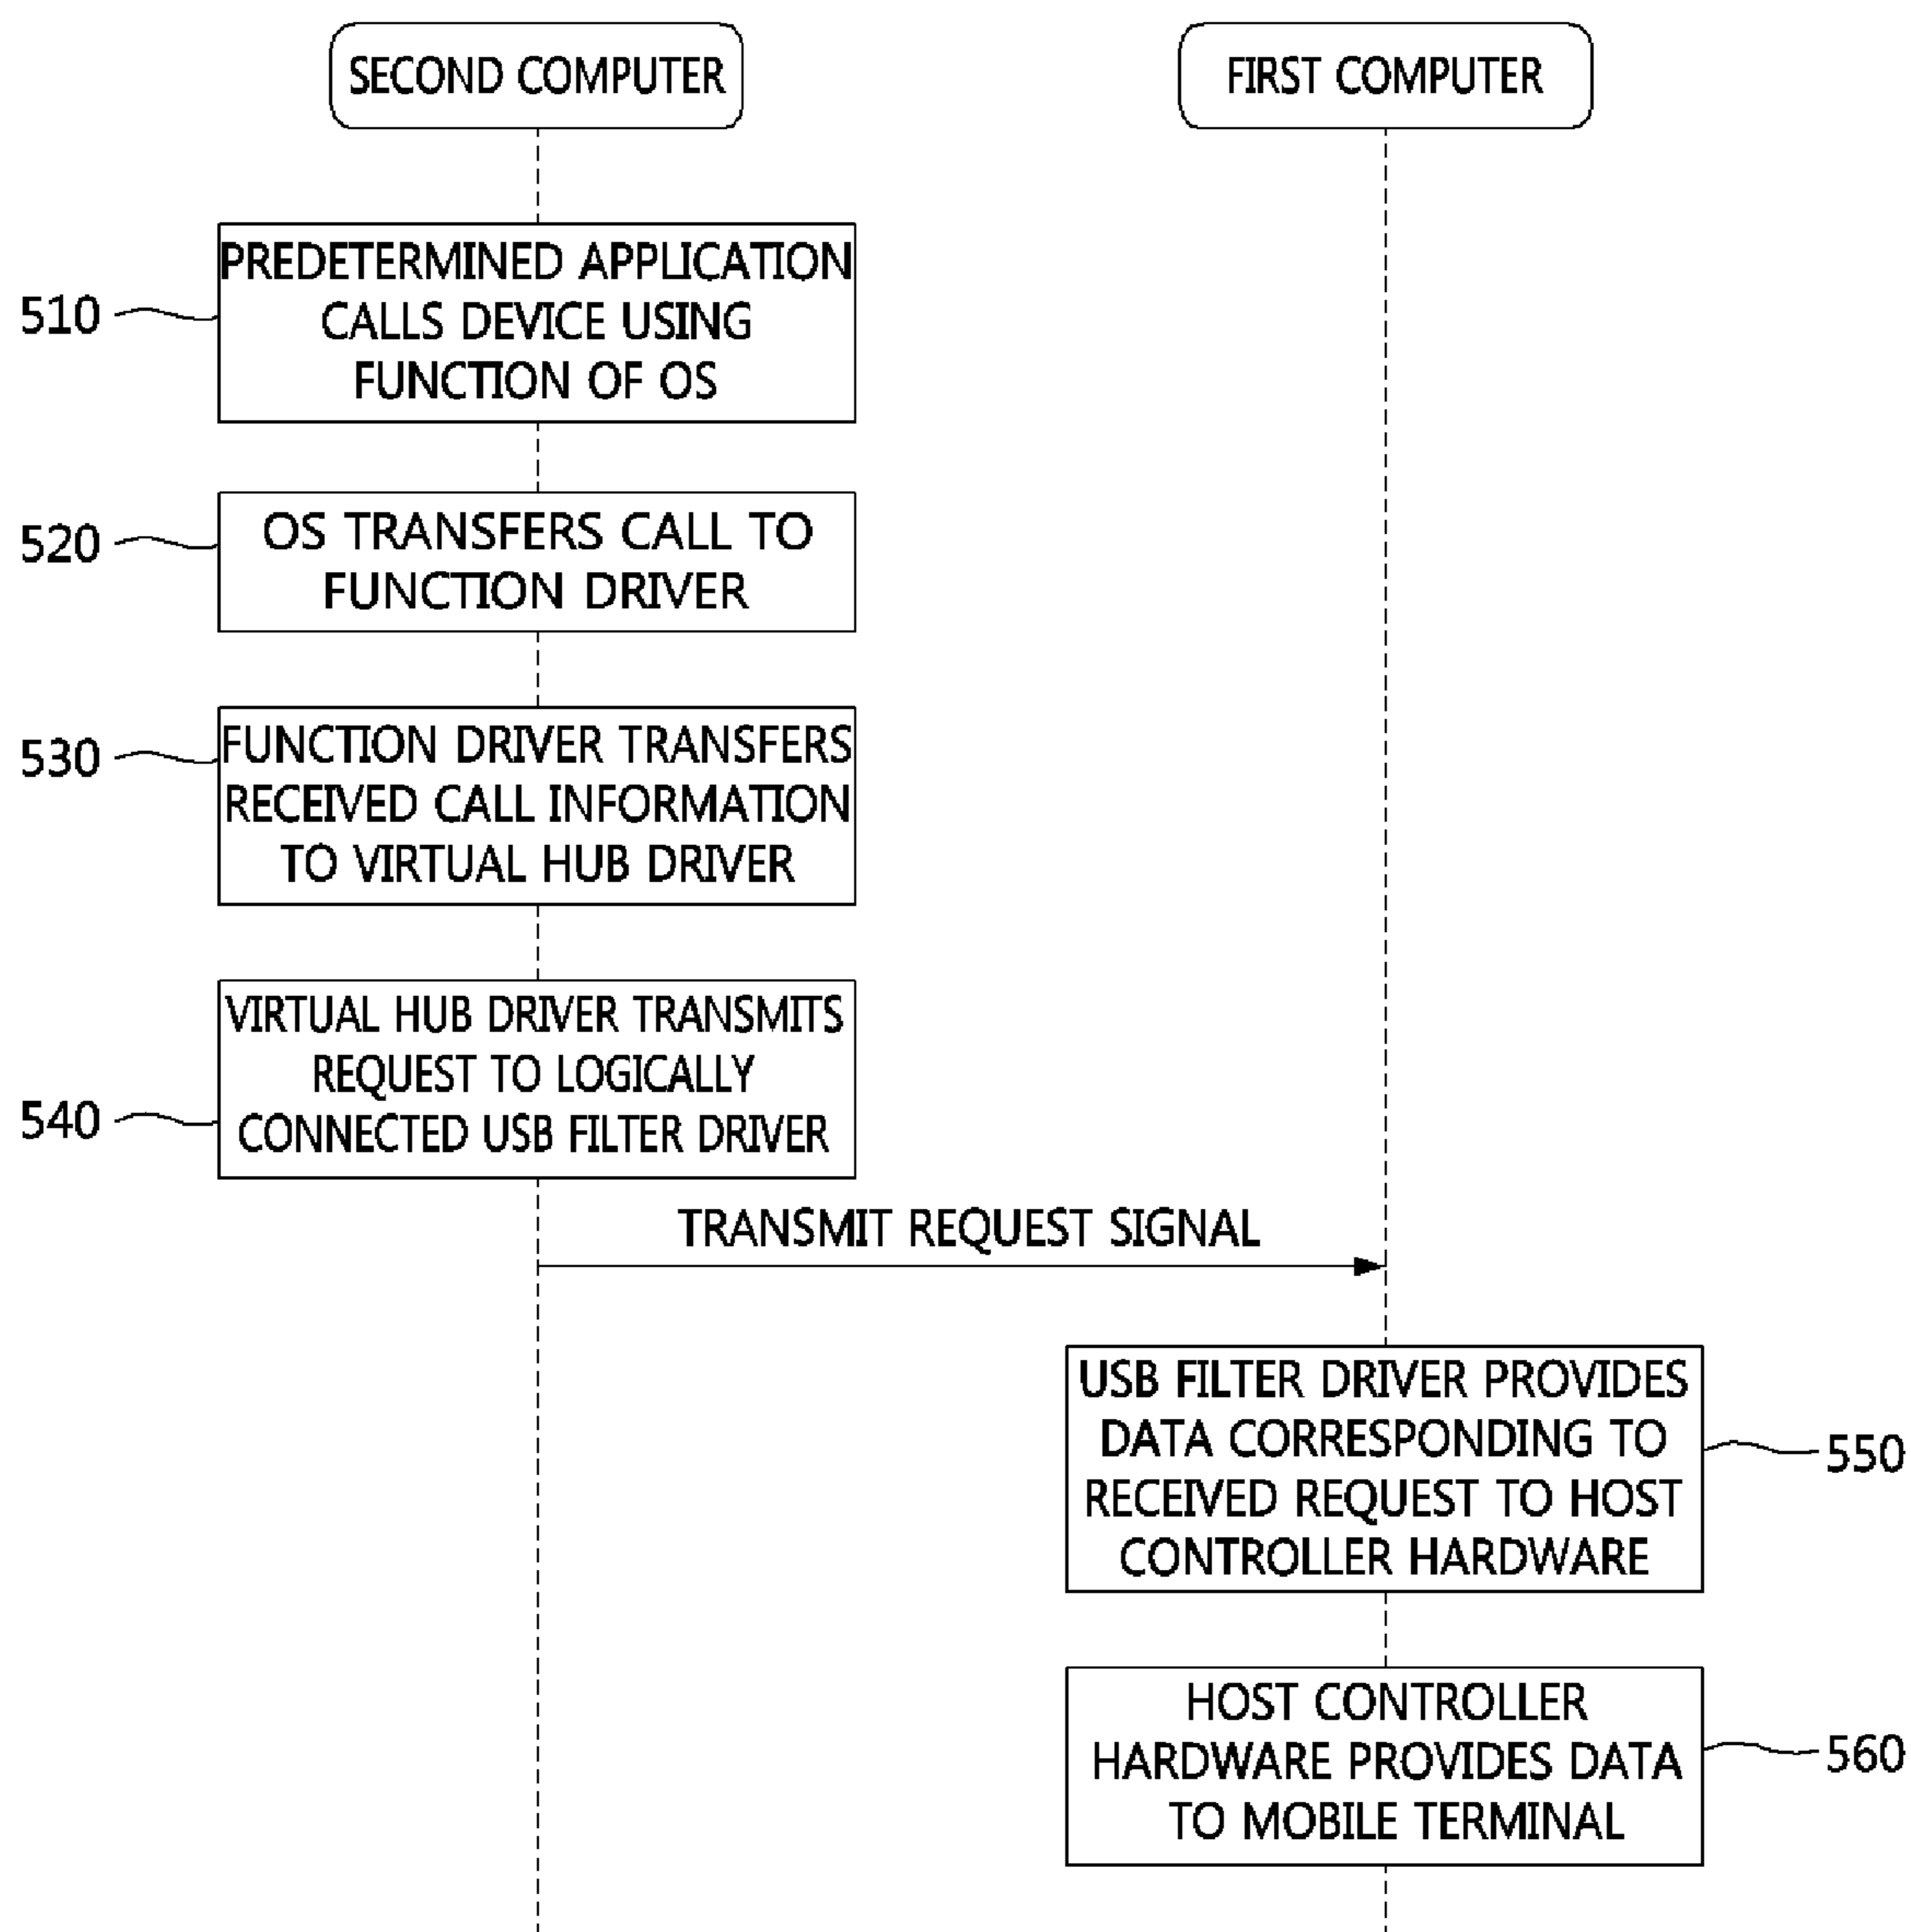 SECOND COMPUTER
FIRST COMPUTER
510
PREDETERMINED APPLICATION
CALLS DEVICE USING
FUNCTION OF OS
520
OS TRANSFERS CALL TO
FUNCTION DRIVER
530
FUNCTION DRIVER TRANSFERS
RECEIVED CALL INFORMATION
TO VIRTUAL HUB DRIVER
540
VIRTUAL HUB DRIVER TRANSMITS
REQUEST TO LOGICALLY
CONNECTED USB FILTER DRIVER
TRANSMIT REQUEST SIGNAL
USB FILTER DRIVER PROVIDES
DATA CORRESPONDING TO
RECEIVED REQUEST TO HOST
CONTROLLER HARDWARE
550
HOST CONTROLLER
HARDWARE PROVIDES DATA
TO MOBILE TERMINAL
560